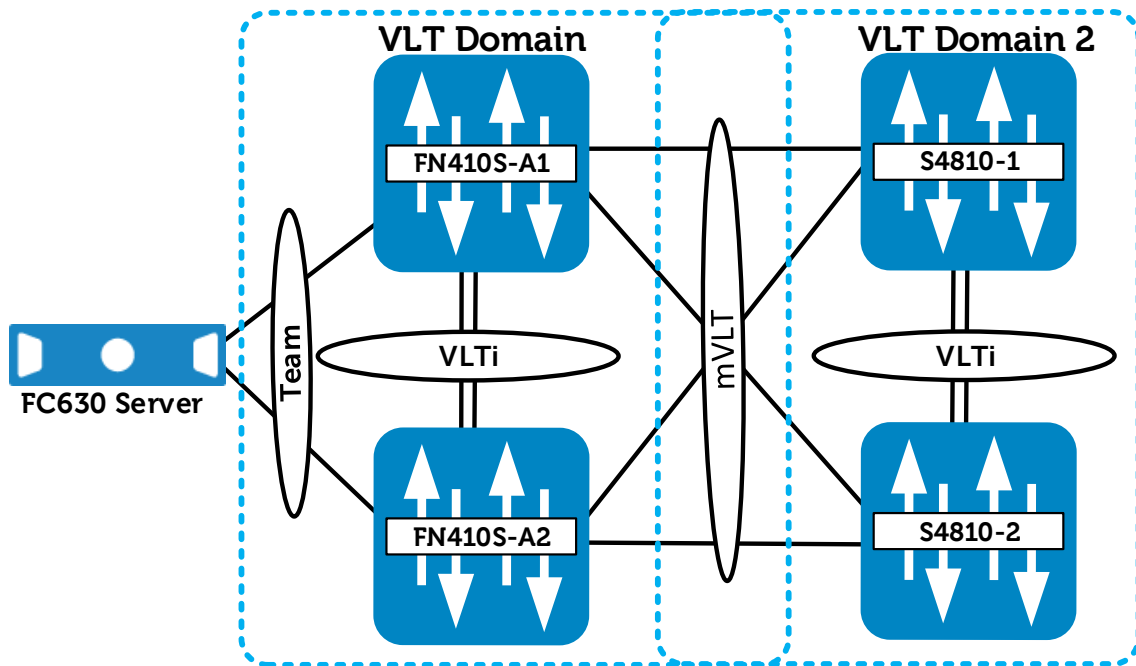 VLT Domain
VLT Domain 2
FN410S-A1
S4810-1
Team
VLTi
mVLT
VLTi
FC630 Server
FN410S-A2
S4810-2